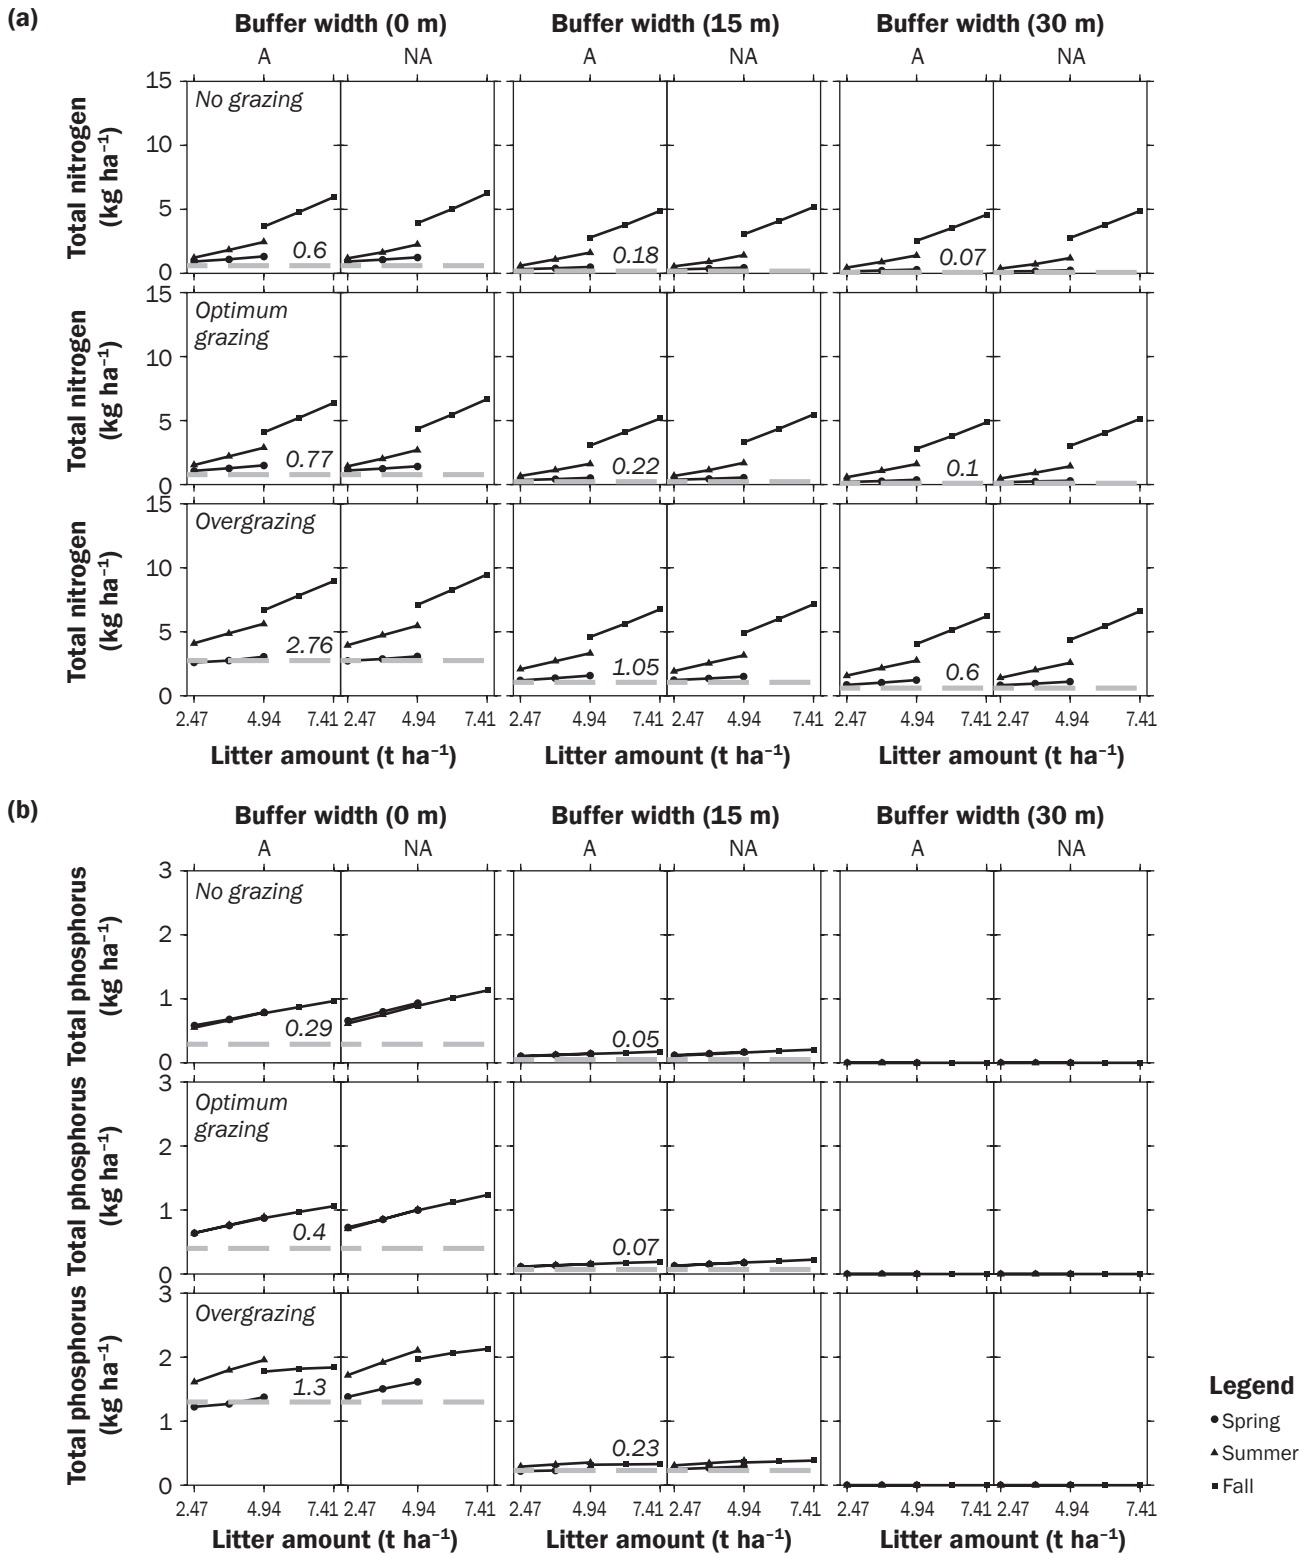 (a)
Buffer width (0 m) Buffer width (15 m) Buffer width (30 m)
A NA A NA A NA
Total nitrogen
(kg ha⁻¹)
15
10
5
0
No grazing
0.6 0.18 0.07
Total nitrogen
(kg ha⁻¹)
15
10
5
0
Optimum
grazing
0.77 0.22 0.1
Total nitrogen
(kg ha⁻¹)
15
10
5
0
Overgrazing
2.76 1.05 0.6
2.47 4.94 7.41 2.47 4.94 7.41 2.47 4.94 7.41 2.47 4.94 7.41 2.47 4.94 7.41 2.47 4.94 7.41
Litter amount (t ha⁻¹) Litter amount (t ha⁻¹) Litter amount (t ha⁻¹)
(b)
Buffer width (0 m) Buffer width (15 m) Buffer width (30 m)
A NA A NA A NA
Total phosphorus
(kg ha⁻¹)
3
2
1
0
No grazing
0.29 0.05
Total phosphorus
(kg ha⁻¹)
3
2
1
0
Optimum
grazing
0.4 0.07
Total phosphorus
(kg ha⁻¹)
3
2
1
0
Overgrazing
1.3 0.23
2.47 4.94 7.41 2.47 4.94 7.41 2.47 4.94 7.41 2.47 4.94 7.41 2.47 4.94 7.41 2.47 4.94 7.41
Litter amount (t ha⁻¹) Litter amount (t ha⁻¹) Litter amount (t ha⁻¹)
Legend
Spring
Summer
Fall